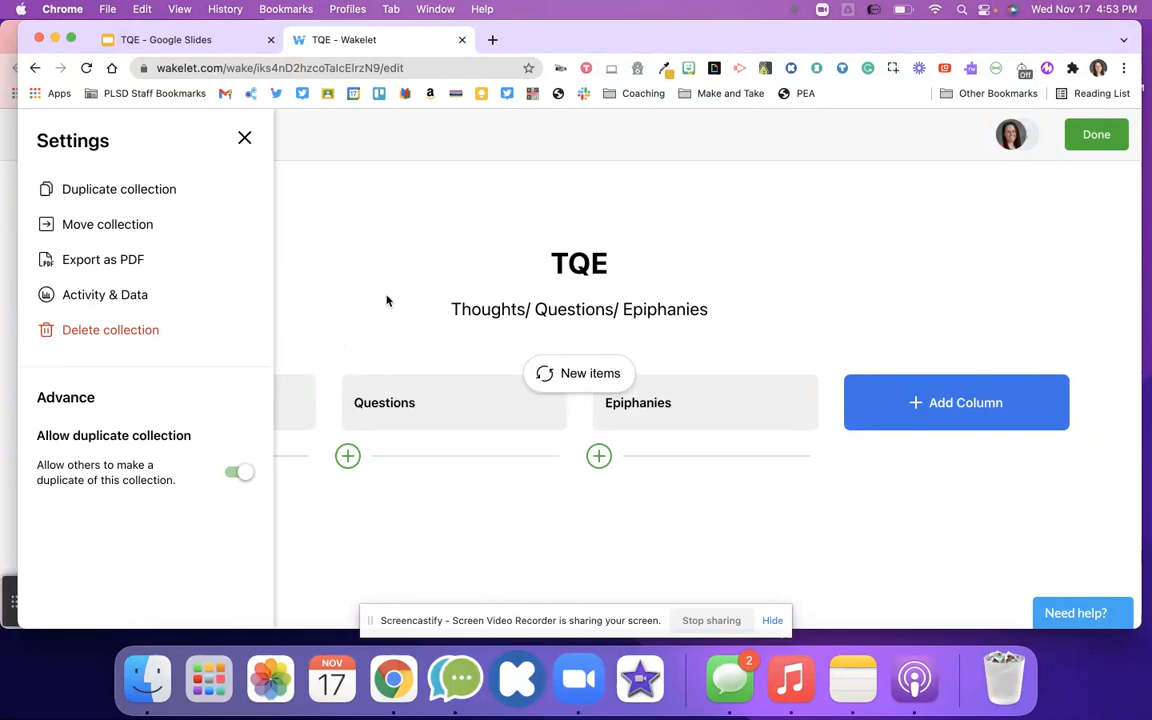 Chrome File Edit View History Bookmarks Profiles Tab Window Help Wed Nov 17 4:53 PM
TQE - Google Slides TQE - Wakelet
wakelet.com/wake/iks4nD2hzcoTaIcEIrzN9/edit
Off
Apps PLSD Staff Bookmarks Coaching Make and Take PEA Other Bookmarks Reading List
Settings
Done
Duplicate collection
Move collection
Export as PDF
Activity & Data
Delete collection
Advance
Allow duplicate collection
Allow others to make a
duplicate of this collection.
TQE
Thoughts/ Questions/ Epiphanies
New items
Questions Epiphanies Add Column
Need help?
Screencastify - Screen Video Recorder is sharing your screen. Stop sharing Hide
NOV
17
2